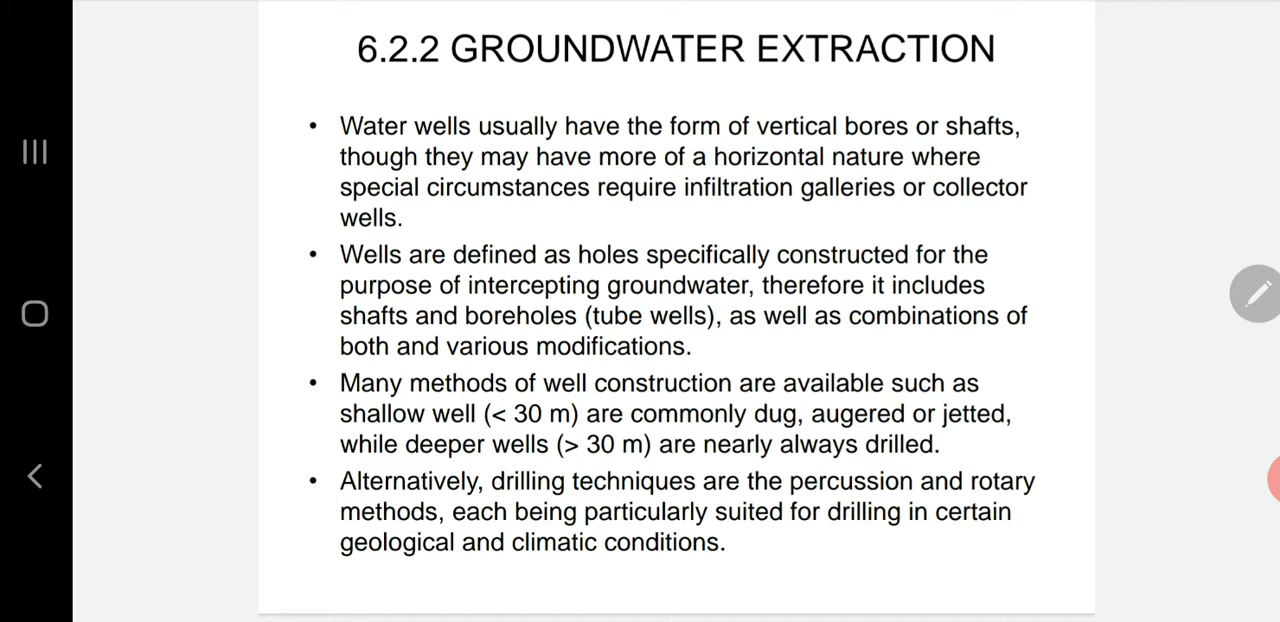 6.2.2 GROUNDWATER EXTRACTION
• Water wells usually have the form of vertical bores or shafts,
though they may have more of a horizontal nature where
special circumstances require infiltration galleries or collector
wells.
• Wells are defined as holes specifically constructed for the
purpose of intercepting groundwater, therefore it includes
shafts and boreholes (tube wells), as well as combinations of
both and various modifications.
• Many methods of well construction are available such as
shallow well (< 30 m) are commonly dug, augered or jetted,
while deeper wells (> 30 m) are nearly always drilled.
• Alternatively, drilling techniques are the percussion and rotary
methods, each being particularly suited for drilling in certain
geological and climatic conditions.